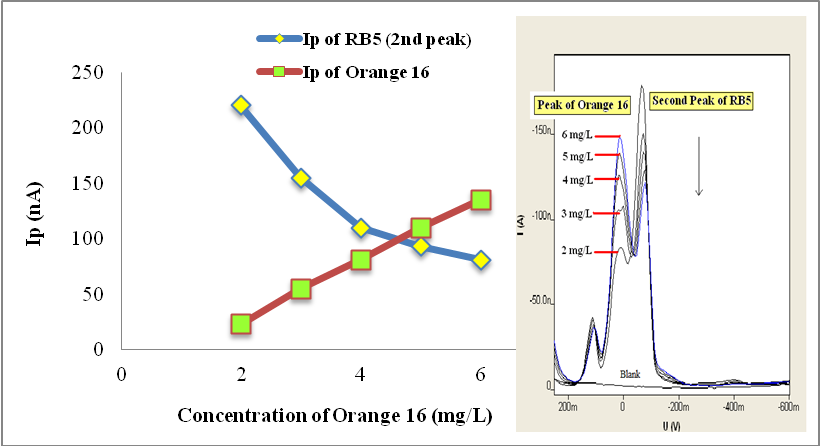 Ip of RB5 (2nd peak)
Ip of Orange 16
250
200
150
100
50
0
Ip (nA)
0
2
4
6
Concentration of Orange 16 (mg/L)
Peak of Orange 16
Second Peak of RB5
-150n
6 mg/L
5 mg/L
4 mg/L
3 mg/L
2 mg/L
-100n
I (A)
-50.0n
0
Blank
200m
0
-200m
-400m
-600m
U (V)